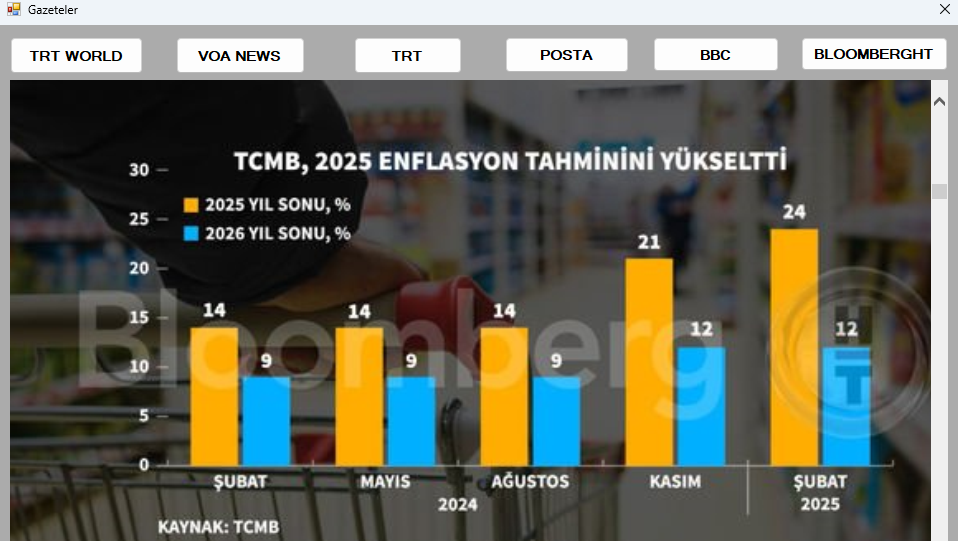 Gazeteler
TRT WORLD
VOA NEWS
TRT
POSTA
BBC
BLOOMBERGHT
TCMB, 2025 ENFLASYON TAHMİNİNİ YÜKSELTTİ
2025 YIL SONU, %
2026 YIL SONU, %
30
25
20
15
10
5
0
14
9
14
9
14
9
21
12
24
12
Bloomberg
HT
ŞUBAT
MAYIS
AĞUSTOS
KASIM
ŞUBAT
2024
2025
KAYNAK: TCMB